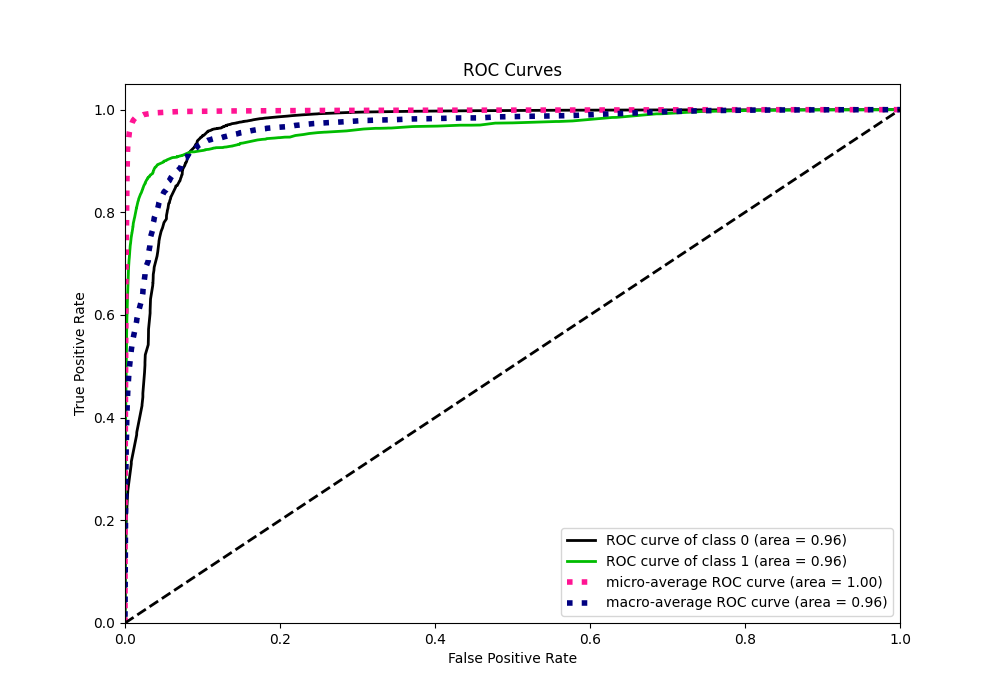 ROC Curves
True Positive Rate
1.0
0.8
0.6
0.4
0.2
0.0
0.0 0.2 0.4 0.6 0.8 1.0
False Positive Rate
ROC curve of class 0 (area = 0.96)
ROC curve of class 1 (area = 0.96)
micro-average ROC curve (area = 1.00)
macro-average ROC curve (area = 0.96)